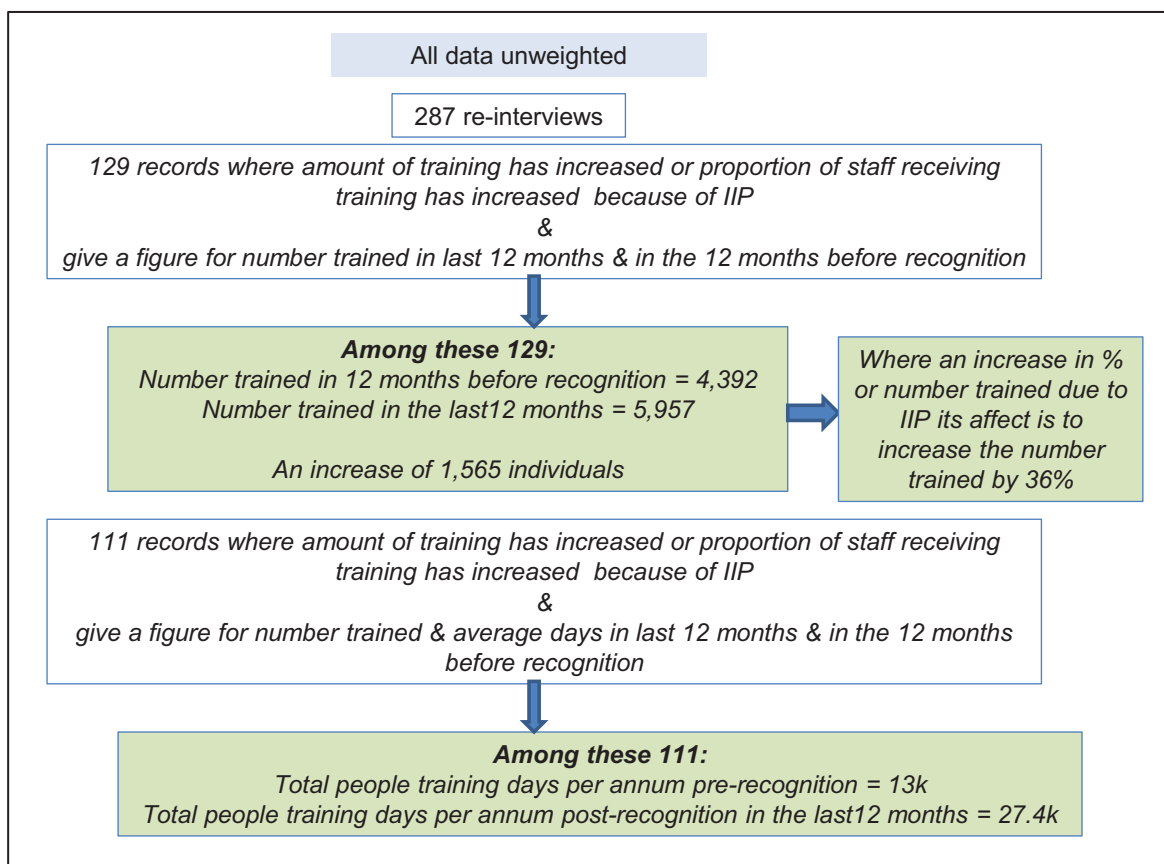 All data unweighted
287 re-interviews
129 records where amount of training has increased or proportion of staff receiving
training has increased because of IIP
&
give a figure for number trained in last 12 months & in the 12 months before recognition
Among these 129:
Number trained in 12 months before recognition = 4,392
Number trained in the last12 months = 5,957
An increase of 1,565 individuals
Where an increase in %
or number trained due to
IIP its affect is to
increase the number
trained by 36%
111 records where amount of training has increased or proportion of staff receiving
training has increased because of IIP
&
give a figure for number trained & average days in last 12 months & in the 12 months
before recognition
Among these 111:
Total people training days per annum pre-recognition = 13k
Total people training days per annum post-recognition in the last12 months = 27.4k